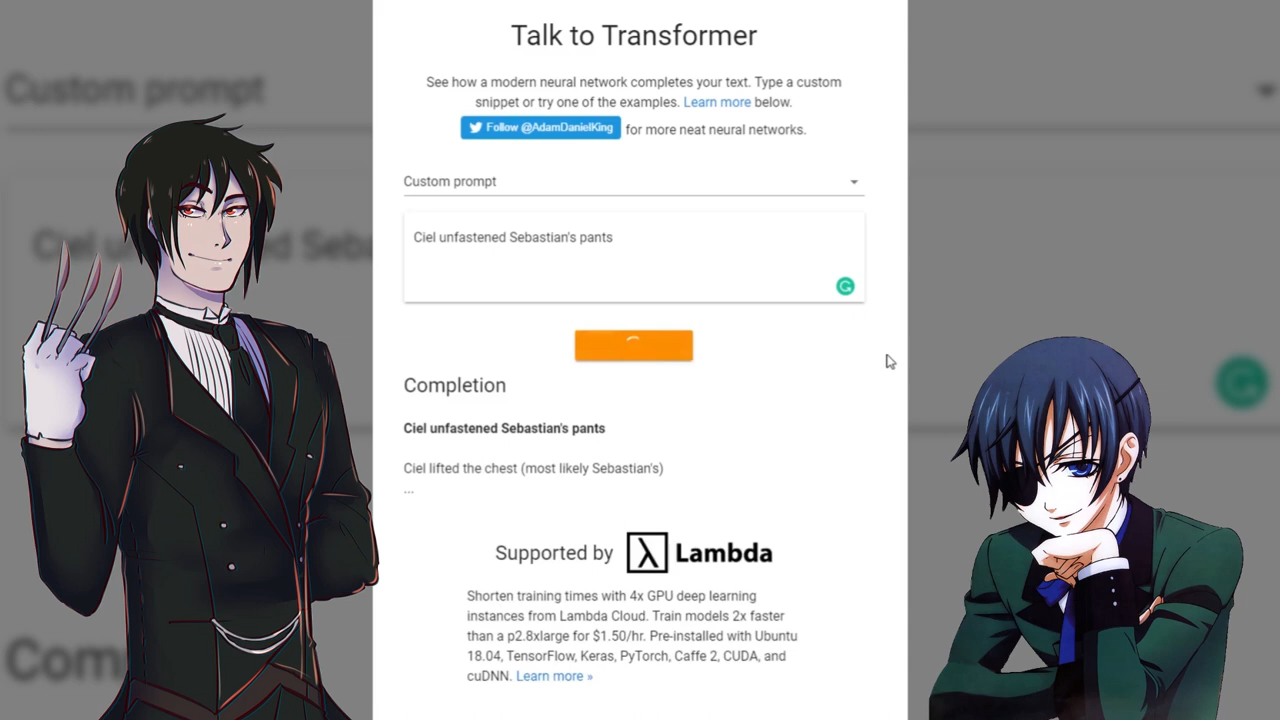 Talk to Transformer
See how a modern neural network completes your text. Type a custom
snippet or try one of the examples. Learn more below.
Follow @AdamDanielKing for more neat neural networks.
Custom prompt
Custom prompt
Ciel unfastened Sebastian's pants
Completion
Ciel unfastened Sebastian's pants
Ciel lifted the chest (most likely Sebastian's)
...
Supported by λ Lambda
Shorten training times with 4x GPU deep learning
instances from Lambda Cloud. Train models 2x faster
than a p2.8xlarge for $1.50/hr. Pre-installed with Ubuntu
18.04, TensorFlow, Keras, PyTorch, Caffe 2, CUDA, and
cuDNN. Learn more »